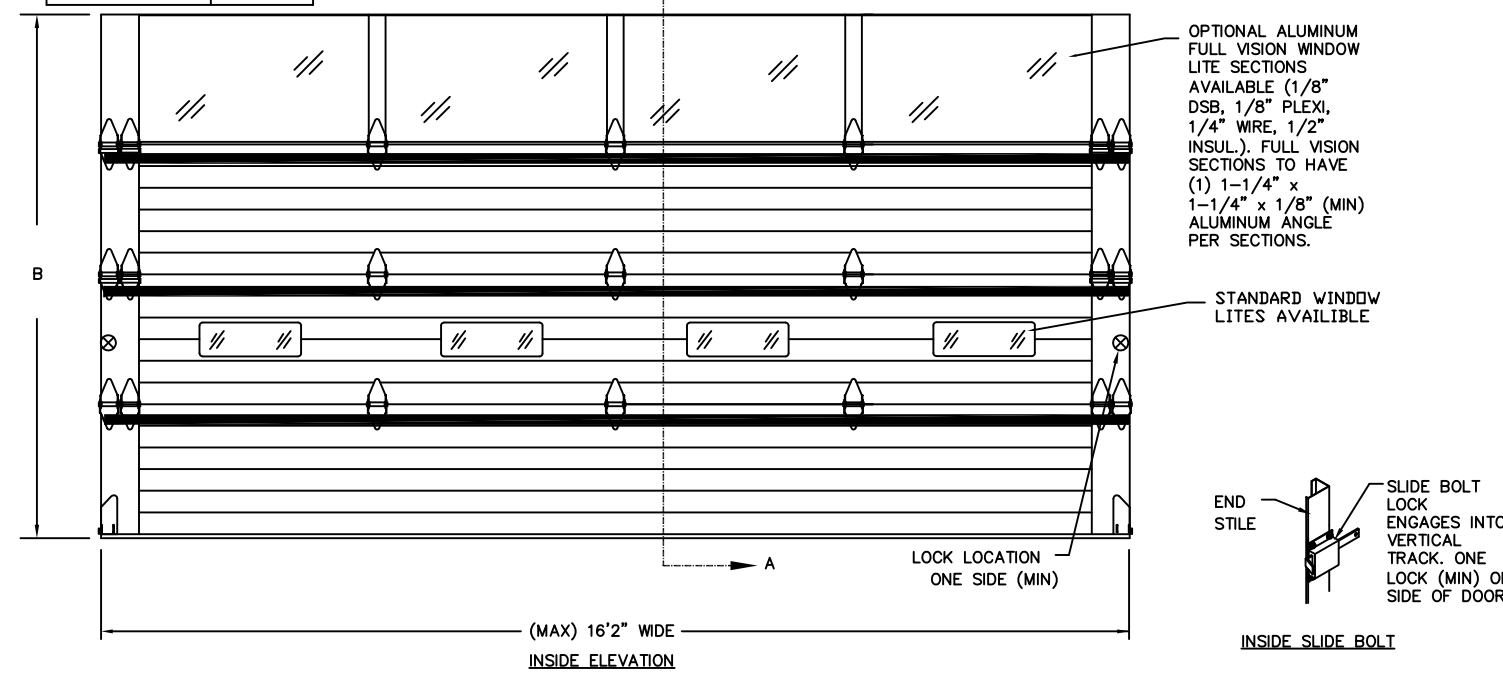 OPTIONAL ALUMINUM
FULL VISION WINDOW
LITE SECTIONS
AVAILABLE (1/8"
DSB, 1/8" PLEXI,
1/4" WIRE, 1/2"
INSUL.). FULL VISION
SECTIONS TO HAVE
(1) 1-1/4" x
1-1/4" x 1/8" (MIN)
ALUMINUM ANGLE
PER SECTIONS.
B
STANDARD WINDOW
LITES AVAILIBLE
END
STILE
SLIDE BOLT
LOCK
ENGAGES INTO
VERTICAL
TRACK. ONE
LOCK (MIN)
SIDE OF DOOR
LOCK LOCATION
ONE SIDE (MIN)
A
(MAX) 16'2" WIDE
INSIDE ELEVATION
INSIDE SLIDE BOLT